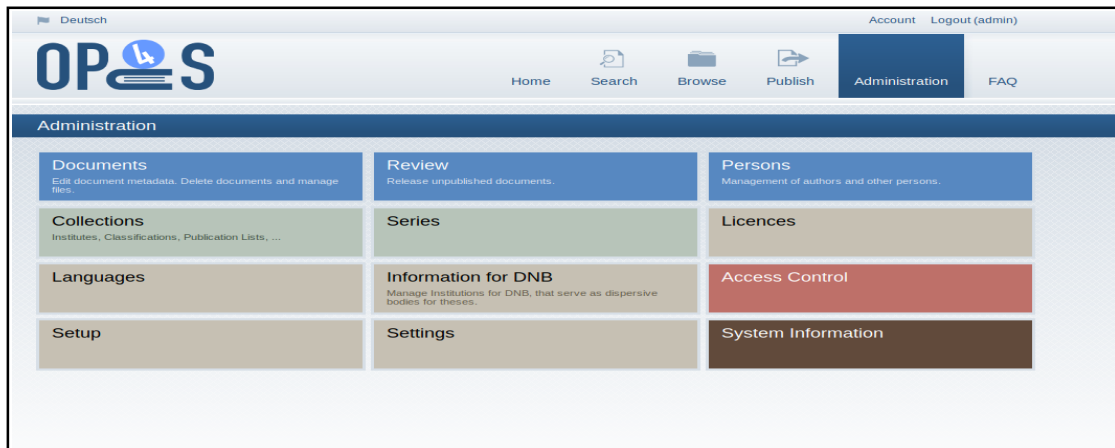 Deutsch
Account Logout (admin)
OPUS 4
Home Search Browse Publish Administration FAQ
Administration
Documents
Edit document metadata. Delete documents and manage
files.
Review
Release unpublished documents.
Persons
Management of authors and other persons.
Collections
Institutes, Classifications, Publication Lists, ...
Series
Licences
Languages
Information for DNB
Manage Institutions for DNB, that serve as dispersive
bodies for theses.
Access Control
Setup
Settings
System Information